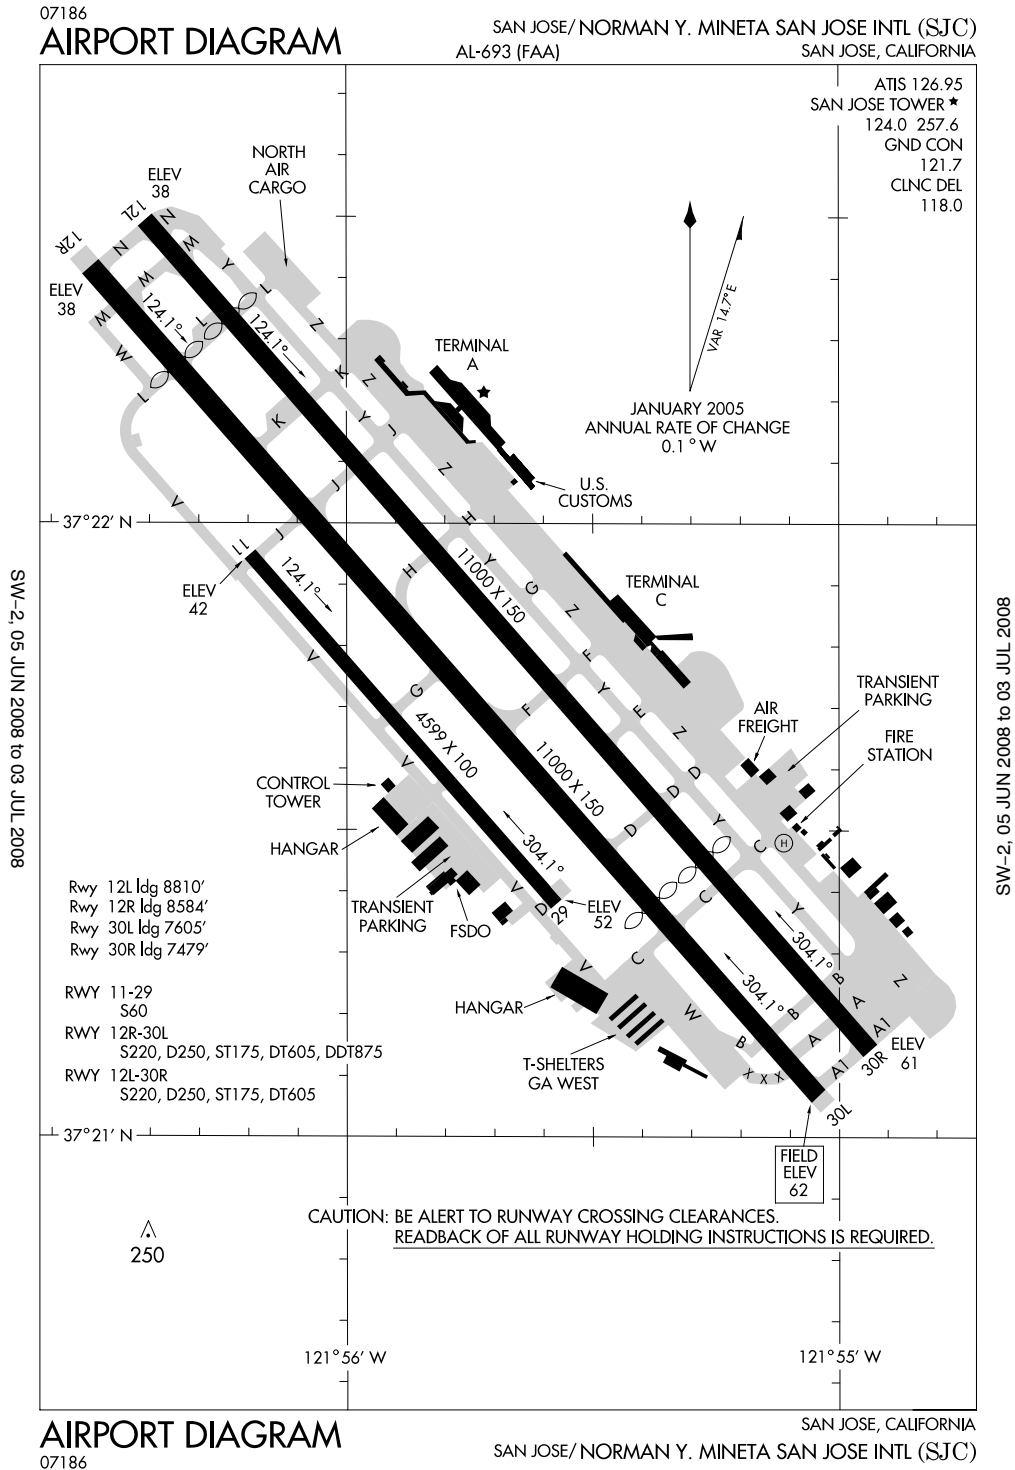 07186
AIRPORT DIAGRAM
SAN JOSE/ NORMAN Y. MINETA SAN JOSE INTL (SJC)
AL-693 (FAA)
SAN JOSE, CALIFORNIA
ATIS 126.95
SAN JOSE TOWER ★
124.0 257.6
GND CON
121.7
CLNC DEL
118.0
NORTH
AIR
CARGO
ELEV
38
12L
12R
ELEV
38
N
N
W
W
W
W
W
Y
L
L
L
Z
124.1°
124.1°
VAR 14.7°E
JANUARY 2005
ANNUAL RATE OF CHANGE
0.1° W
TERMINAL
A
★
U.S.
CUSTOMS
K
Z
K
Y
J
J
Z
H
V
J
37°22' N
11
ELEV
42
124.1°
H
11000 X 150
Y
G
Z
TERMINAL
C
V
G
F
F
Y
E
Z
4599 X 100
11000 X 150
V
D
D
D
D
Y
C
H
AIR
FREIGHT
TRANSIENT
PARKING
FIRE
STATION
CONTROL
TOWER
HANGAR
TRANSIENT
PARKING
FSDO
304.1°
V
D
29
ELEV
52
C
C
Y
304.1°
304.1°
Rwy 12L ldg 8810'
Rwy 12R ldg 8584'
Rwy 30L ldg 7605'
Rwy 30R ldg 7479'
RWY 11-29
S60
RWY 12R-30L
S220, D250, ST175, DT605, DDT875
RWY 12L-30R
S220, D250, ST175, DT605
HANGAR
V
W
T-SHELTERS
GA WEST
B
B
B
Z
A
A
A1
A1
X X X
30R
ELEV
61
30L
37°21' N
FIELD
ELEV
62
CAUTION: BE ALERT TO RUNWAY CROSSING CLEARANCES.
READBACK OF ALL RUNWAY HOLDING INSTRUCTIONS IS REQUIRED.
250
121°56' W
121°55' W
SW-2, 05 JUN 2008 to 03 JUL 2008
SW-2, 05 JUN 2008 to 03 JUL 2008
AIRPORT DIAGRAM
07186
SAN JOSE, CALIFORNIA
SAN JOSE/ NORMAN Y. MINETA SAN JOSE INTL (SJC)